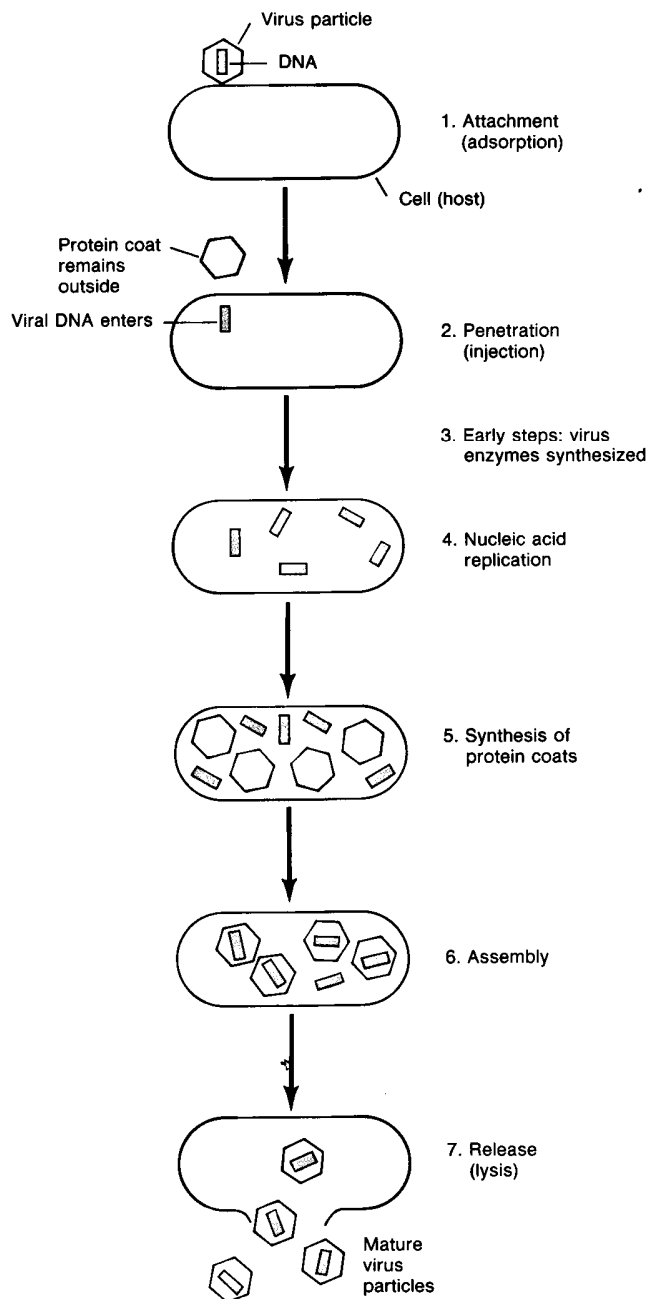 Virus particle
DNA
1. Attachment
(adsorption)
Cell (host)
Protein coat
remains
outside
Viral DNA enters
2. Penetration
(injection)
3. Early steps: virus
enzymes synthesized
4. Nucleic acid
replication
5. Synthesis of
protein coats
6. Assembly
7. Release
(lysis)
Mature
virus
particles